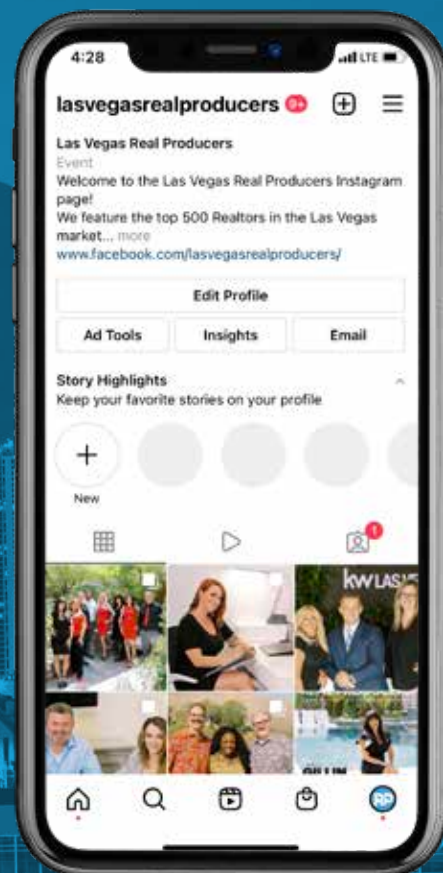 4:28
LTE
lasvegasrealproducers 9+
Las Vegas Real Producers
Event
Welcome to the Las Vegas Real Producers Instagram
page!
We feature the top 500 Realtors in the Las Vegas
market... more
www.facebook.com/lasvegasrealproducers/
Edit Profile
Ad Tools
Insights
Email
Story Highlights
Keep your favorite stories on your profile
New
1
kw LAS
RP